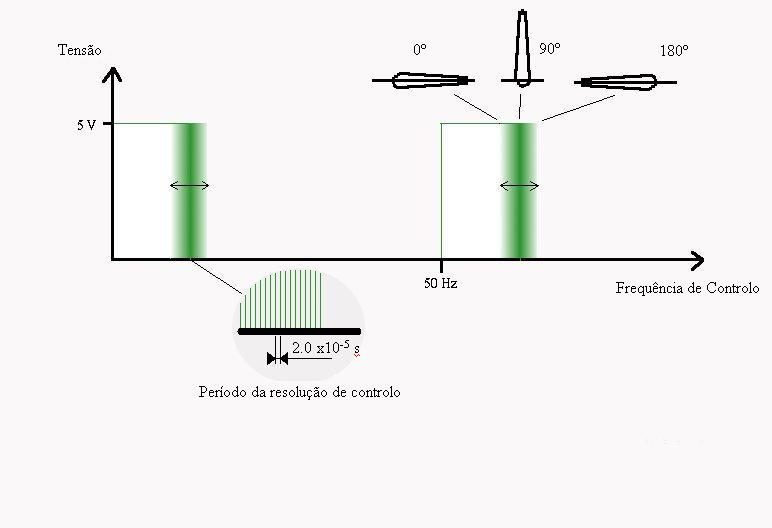 Tensão
0º
90º
180º
5 V
50 Hz
Frequência de Controlo
2.0 x10-5 s
Período da resolução de controlo